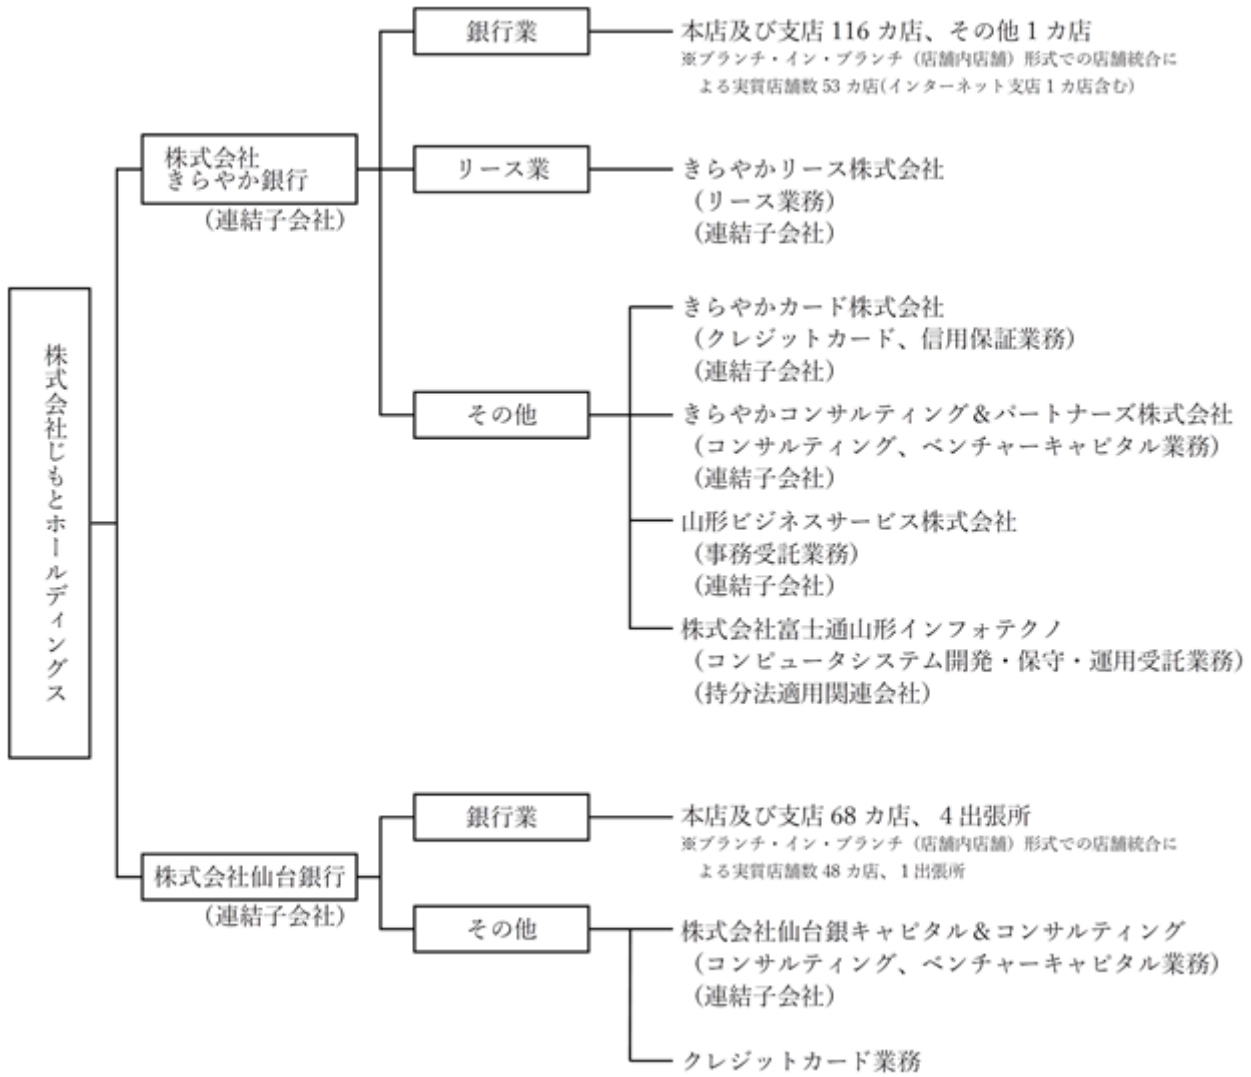 株式会社じもとホールディングス
株式会社
きらやか銀行
（連結子会社）
銀行業
本店及び支店 116 カ店、その他 1 カ店
※ブランチ・イン・ブランチ（店舗内店舗）形式での店舗統合に
よる実質店舗数 53 カ店(インターネット支店 1 カ店含む)
リース業
きらやかリース株式会社
（リース業務）
（連結子会社）
その他
きらやかカード株式会社
（クレジットカード、信用保証業務）
（連結子会社）
きらやかコンサルティング＆パートナーズ株式会社
（コンサルティング、ベンチャーキャピタル業務）
（連結子会社）
山形ビジネスサービス株式会社
（事務受託業務）
（連結子会社）
株式会社富士通山形インフォテクノ
（コンピュータシステム開発・保守・運用受託業務）
（持分法適用関連会社）
株式会社仙台銀行
（連結子会社）
銀行業
本店及び支店 68 カ店、 4 出張所
※ブランチ・イン・ブランチ（店舗内店舗）形式での店舗統合に
よる実質店舗数 48 カ店、 1 出張所
その他
株式会社仙台銀キャピタル＆コンサルティング
（コンサルティング、ベンチャーキャピタル業務）
（連結子会社）
クレジットカード業務